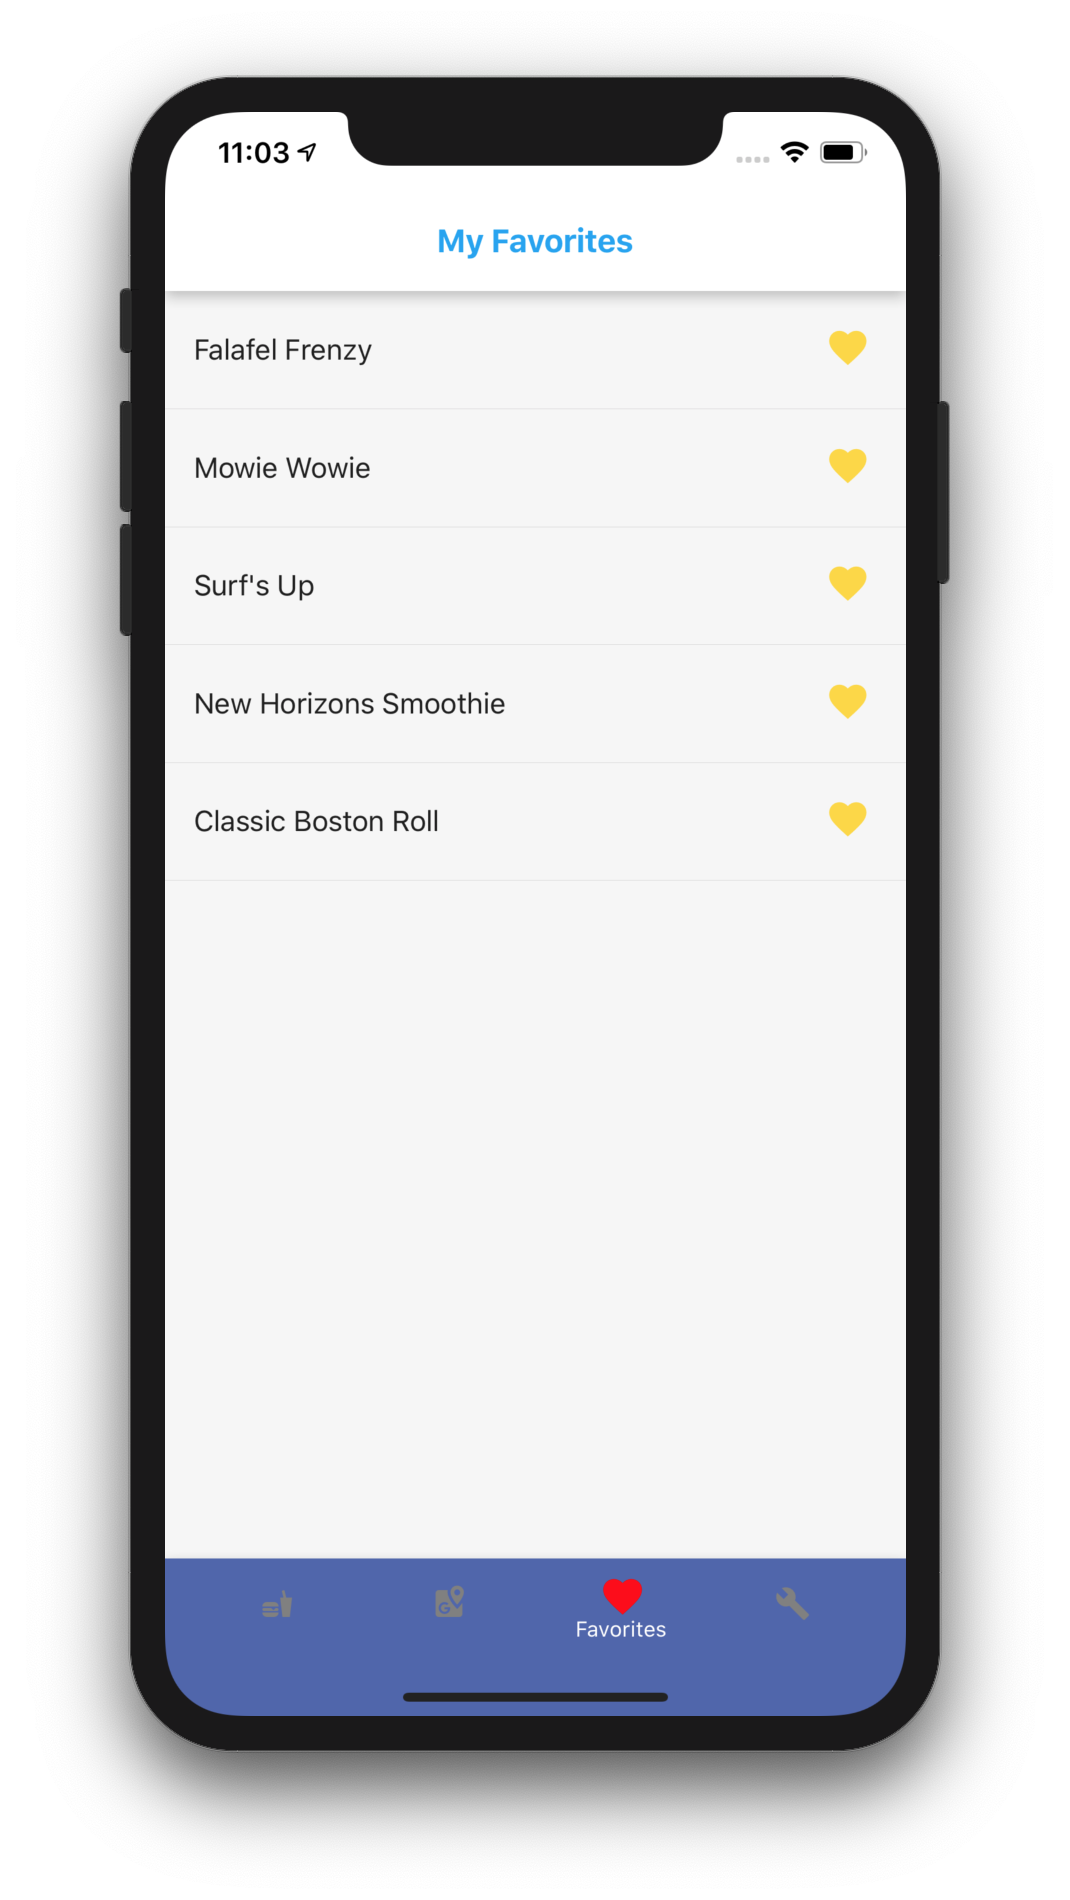 11:03
My Favorites
Falafel Frenzy
Mowie Wowie
Surf's Up
New Horizons Smoothie
Classic Boston Roll
G
Favorites